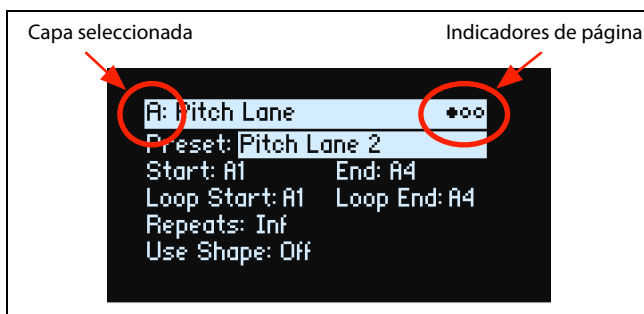 Capa seleccionada Indicadores de página
A: Pitch Lane
Preset: Pitch Lane 2
Start: A1 End: A4
Loop Start: A1 Loop End: A4
Repeats: Inf
Use Shape: Off